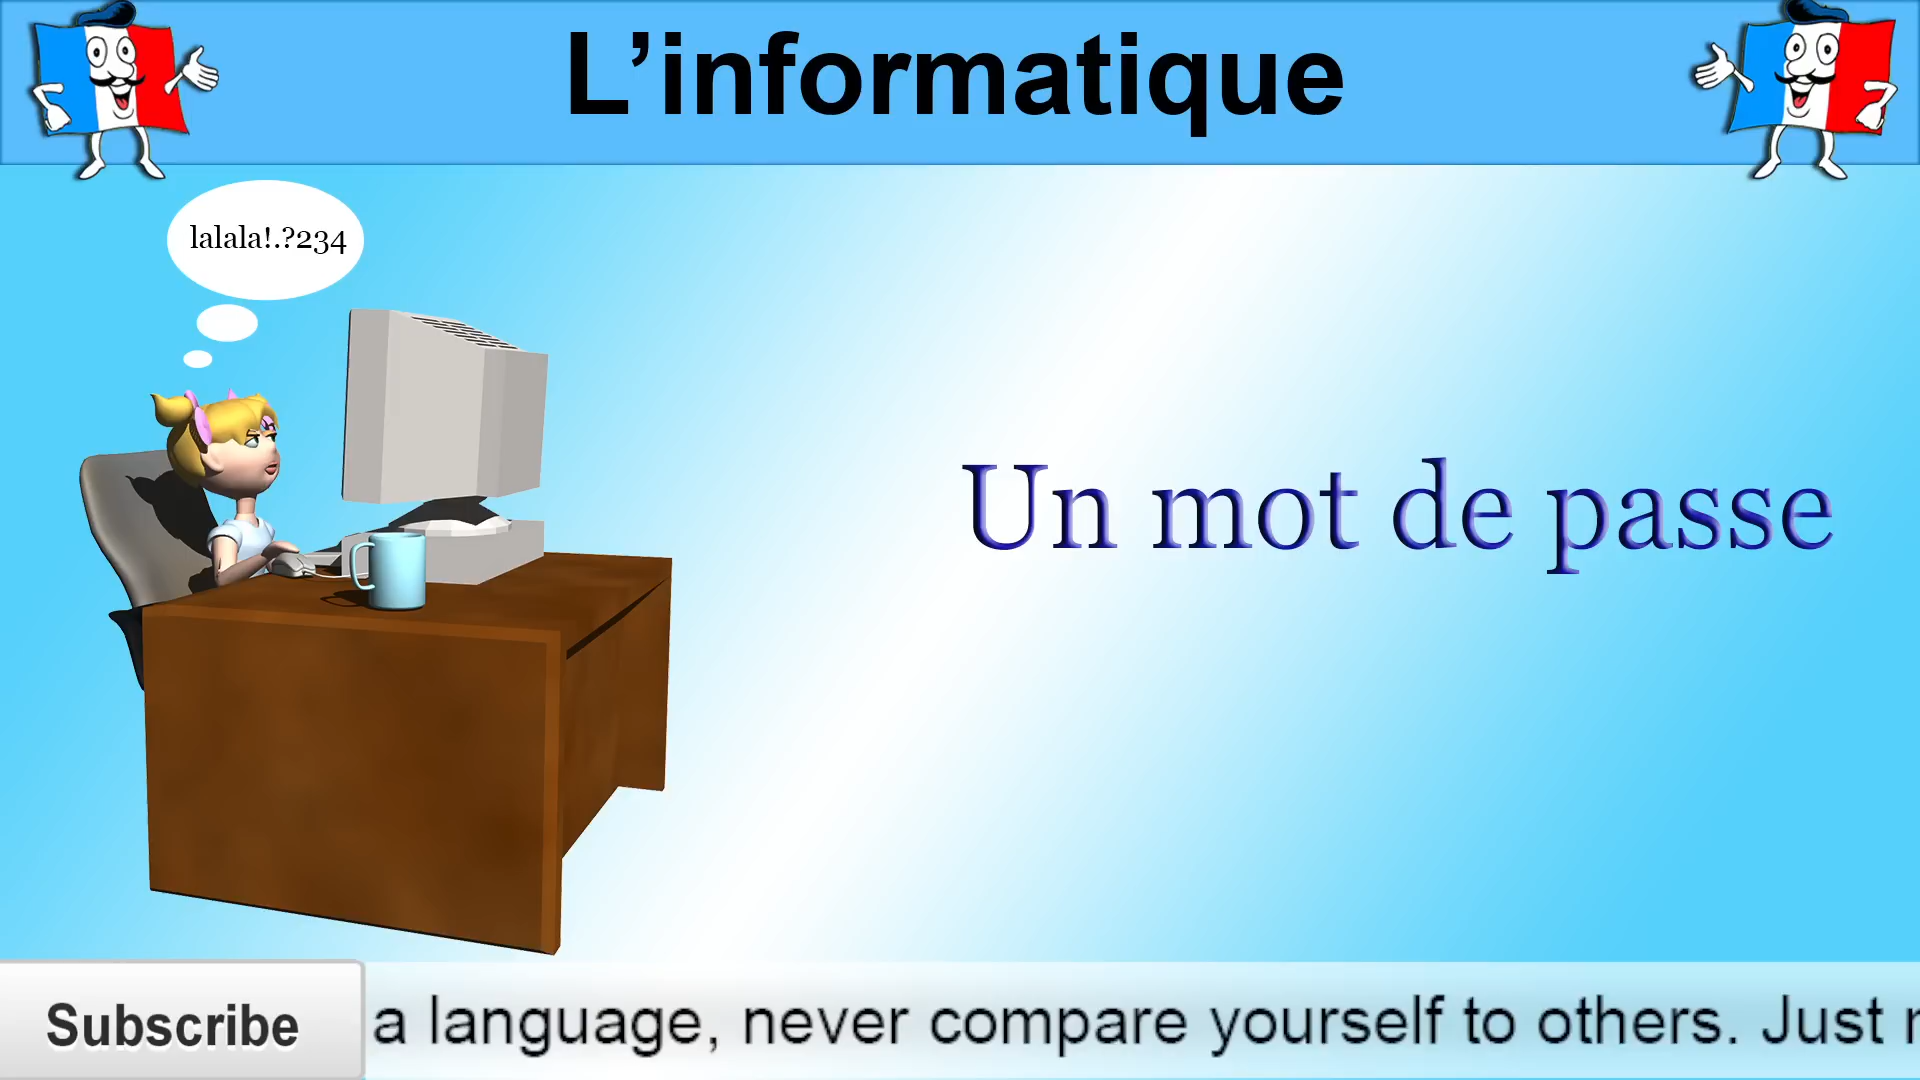 L’informatique
lalala!.?234
Un mot de passe
Subscribe
a language, never compare yourself to others. Just